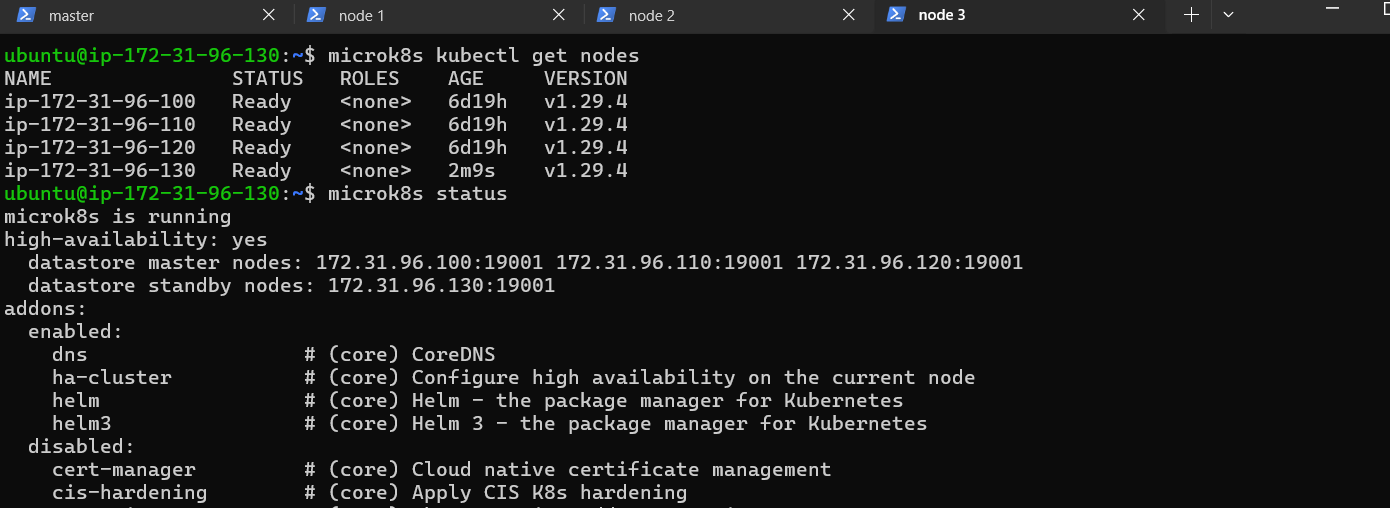 master node 1 node 2 node 3
ubuntu@ip-172-31-96-130:~$ microk8s kubectl get nodes
NAME STATUS ROLES AGE VERSION
ip-172-31-96-100 Ready <none> 6d19h v1.29.4
ip-172-31-96-110 Ready <none> 6d19h v1.29.4
ip-172-31-96-120 Ready <none> 6d19h v1.29.4
ip-172-31-96-130 Ready <none> 2m9s v1.29.4
ubuntu@ip-172-31-96-130:~$ microk8s status
microk8s is running
high-availability: yes
datastore master nodes: 172.31.96.100:19001 172.31.96.110:19001 172.31.96.120:19001
datastore standby nodes: 172.31.96.130:19001
addons:
enabled:
dns # (core) CoreDNS
ha-cluster # (core) Configure high availability on the current node
helm # (core) Helm - the package manager for Kubernetes
helm3 # (core) Helm 3 - the package manager for Kubernetes
disabled:
cert-manager # (core) Cloud native certificate management
cis-hardening # (core) Apply CIS K8s hardening